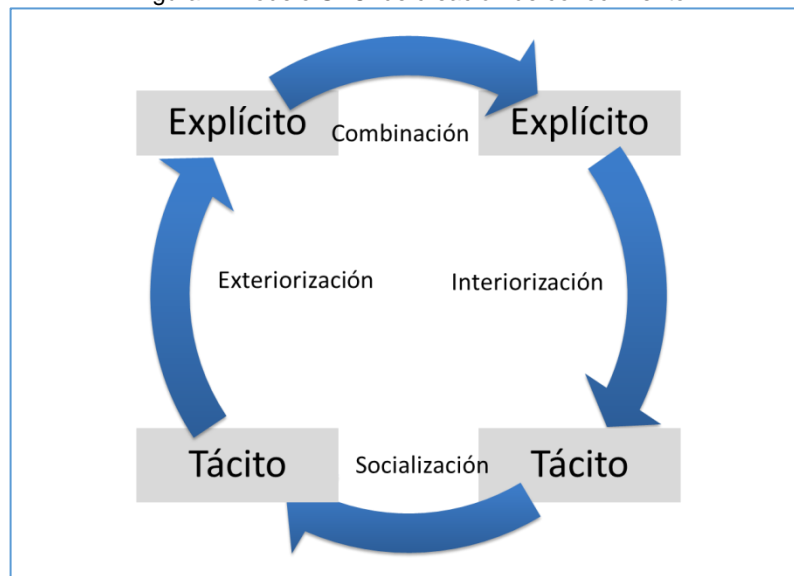 Explícito
Explícito
Combinación
Exteriorización
Interiorización
Tácito
Socialización
Tácito